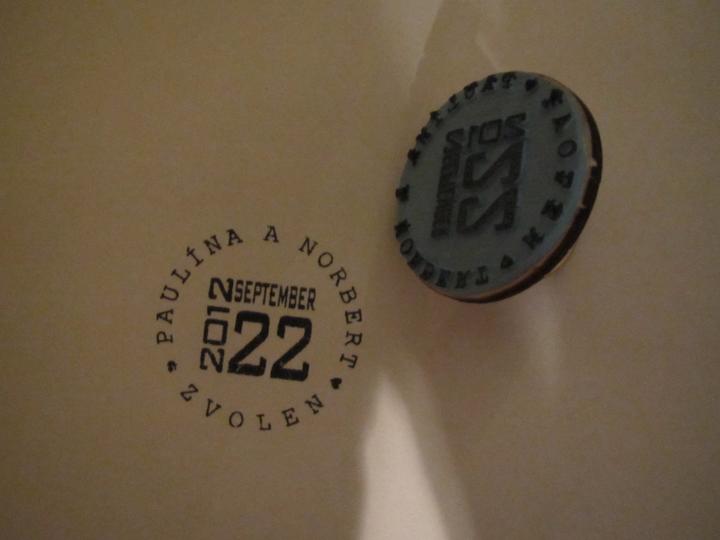 PAULÍNA A NORBERT
2012
SEPTEMBER
22
ZVOLEN